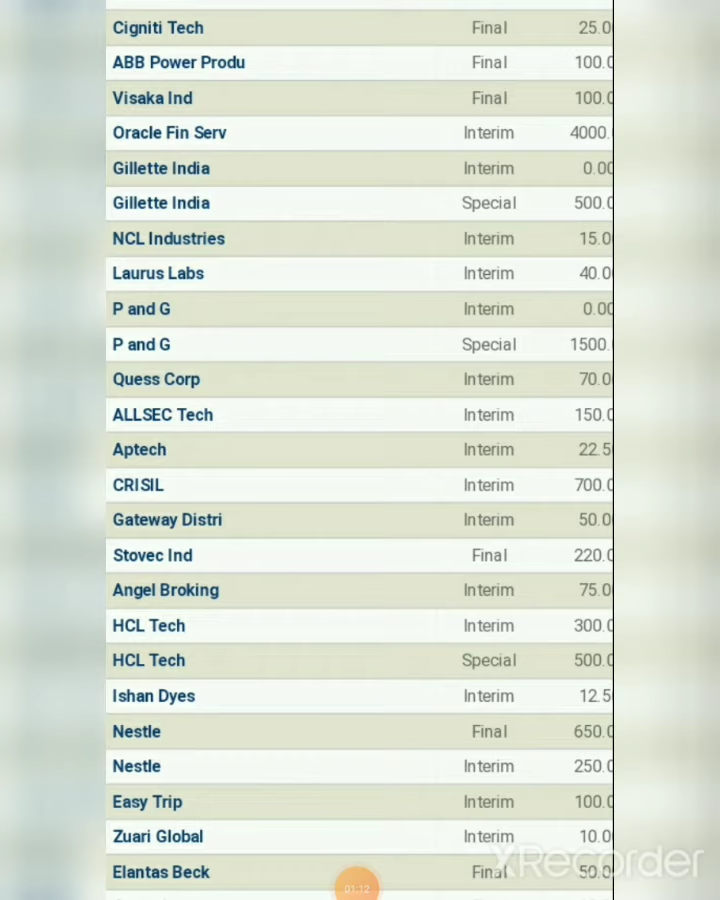 Cigniti Tech Final 25.0
ABB Power Produ Final 100.0
Visaka Ind Final 100.0
Oracle Fin Serv Interim 4000.
Gillette India Interim 0.00
Gillette India Special 500.0
NCL Industries Interim 15.0
Laurus Labs Interim 40.0
P and G Interim 0.00
P and G Special 1500.
Quess Corp Interim 70.0
ALLSEC Tech Interim 150.0
Aptech Interim 22.5
CRISIL Interim 700.0
Gateway Distri Interim 50.0
Stovec Ind Final 220.0
Angel Broking Interim 75.0
HCL Tech Interim 300.0
HCL Tech Special 500.0
Ishan Dyes Interim 12.5
Nestle Final 650.0
Nestle Interim 250.0
Easy Trip Interim 100.0
Zuari Global Interim 10.0
XRecorder
Elantas Beck Final 50.0
01:12